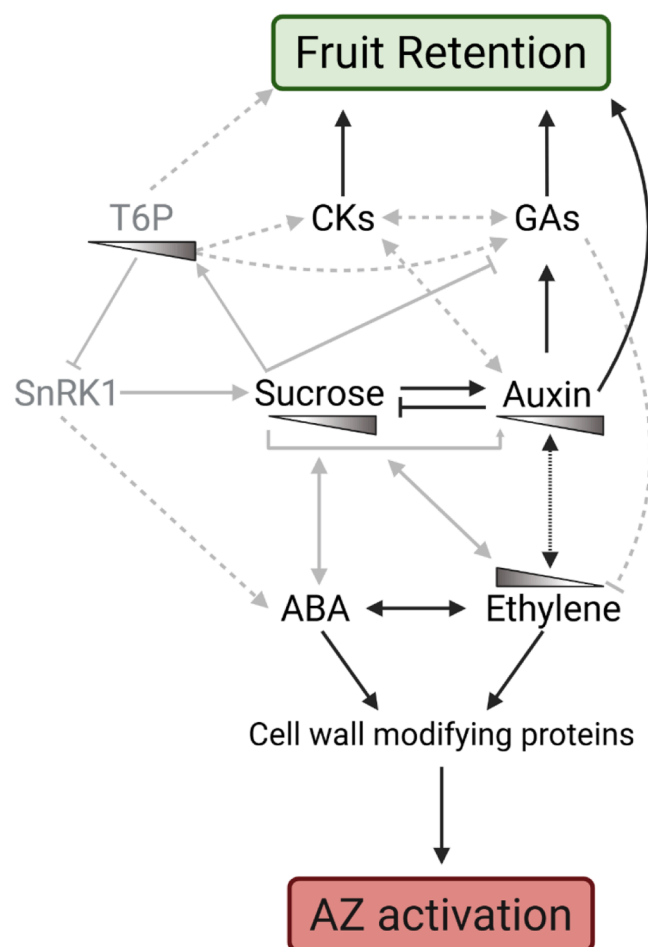 Fruit Retention
T6P
CKs
GAs
SnRK1
Sucrose
Auxin
ABA
Ethylene
Cell wall modifying proteins
AZ activation